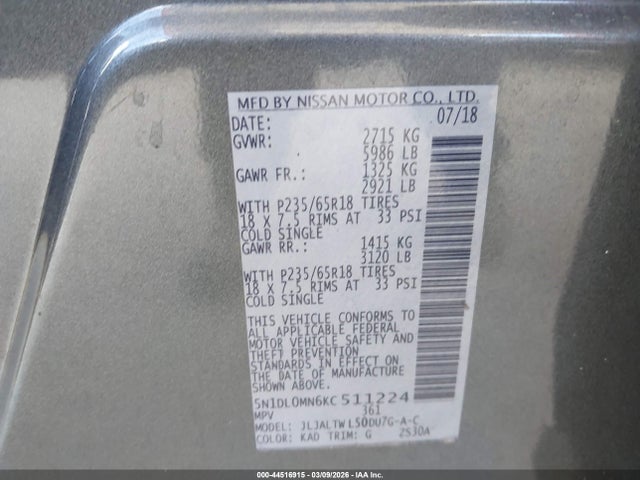 MFD BY NISSAN MOTOR CO., LTD.
DATE: 07/18
GVWR: 2715 KG
5986 LB
GAWR FR.: 1325 KG
2921 LB
WITH P235/65R18 TIRES
18 X 7.5 RIMS AT 33 PSI
COLD SINGLE
GAWR RR.: 1415 KG
3120 LB
WITH P235/65R18 TIRES
18 X 7.5 RIMS AT 33 PSI
COLD SINGLE
THIS VEHICLE CONFORMS TO
ALL APPLICABLE FEDERAL
MOTOR VEHICLE SAFETY AND
THEFT PREVENTION
STANDARDS IN EFFECT ON
THE DATE OF MANUFACTURE
SHOWN ABOVE.
5N1DL0MN6KC511224
MPV 361
MODEL: JLJALTWL50DU7G-A-C
COLOR: KAD TRIM: G 2S30A
000-44516915 - 03/09/2026 - IAAI.COM